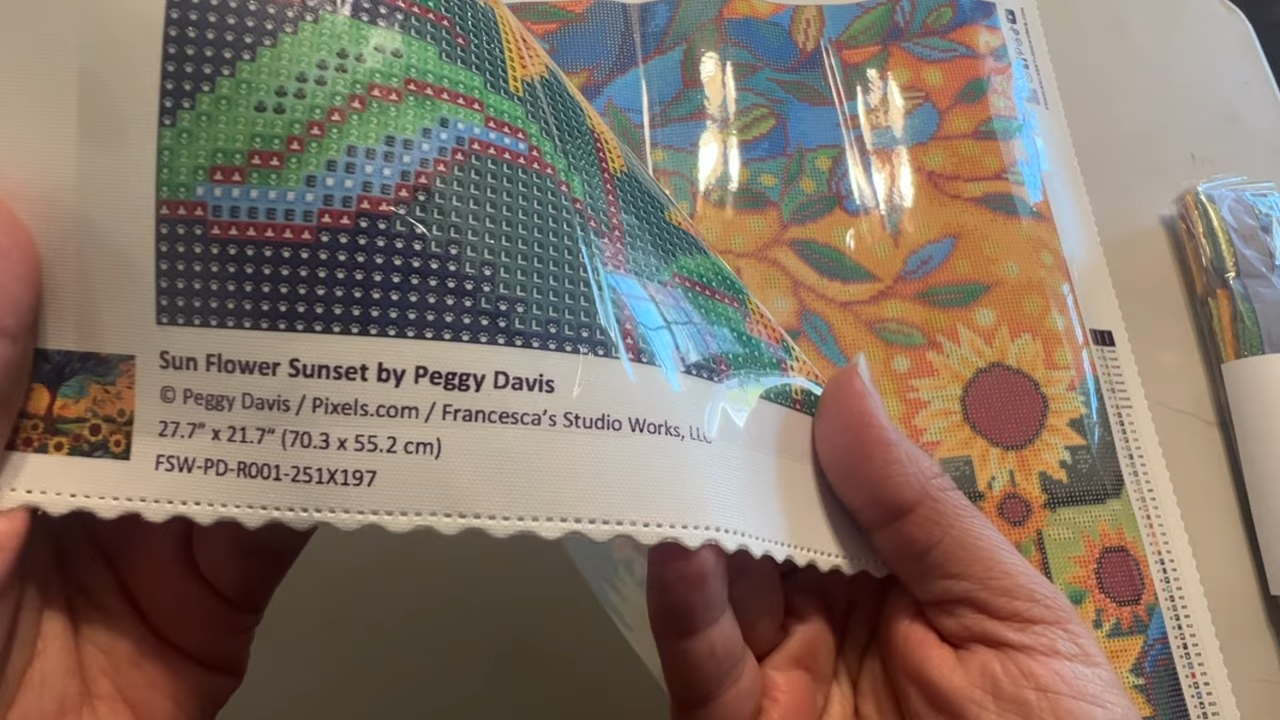 Sun Flower Sunset by Peggy Davis
© Peggy Davis / Pixels.com / Francesca's Studio Works, LLC
27.7" x 21.7" (70.3 x 55.2 cm)
FSW-PD-R001-251X197